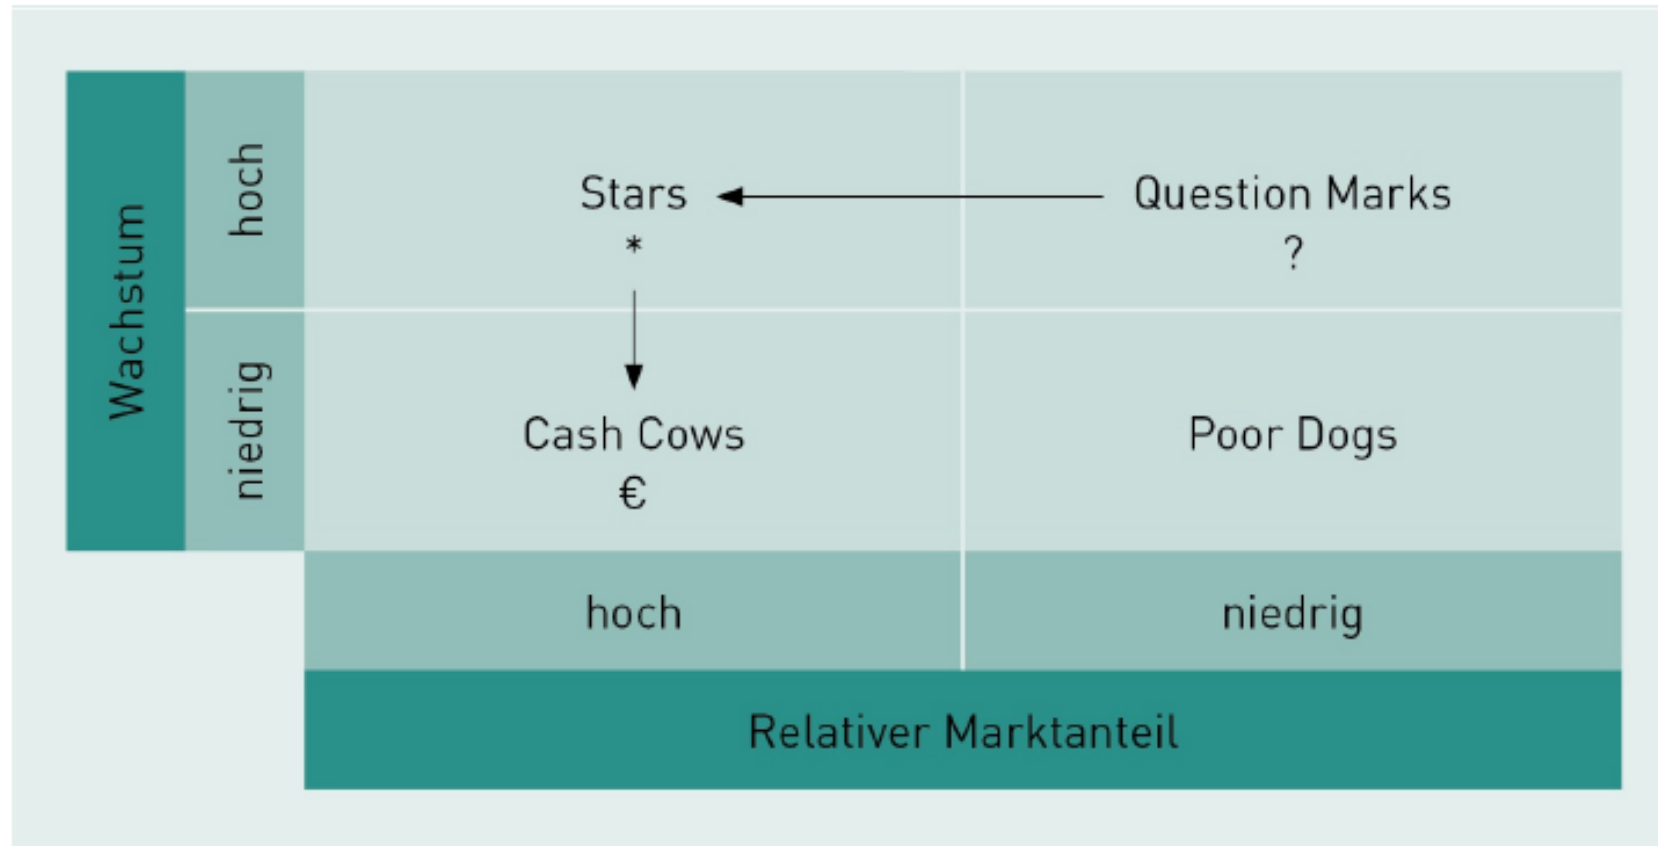 Wachstum
hoch
Stars
*
Question Marks
?
niedrig
Cash Cows
€
Poor Dogs
hoch
niedrig
Relativer Marktanteil